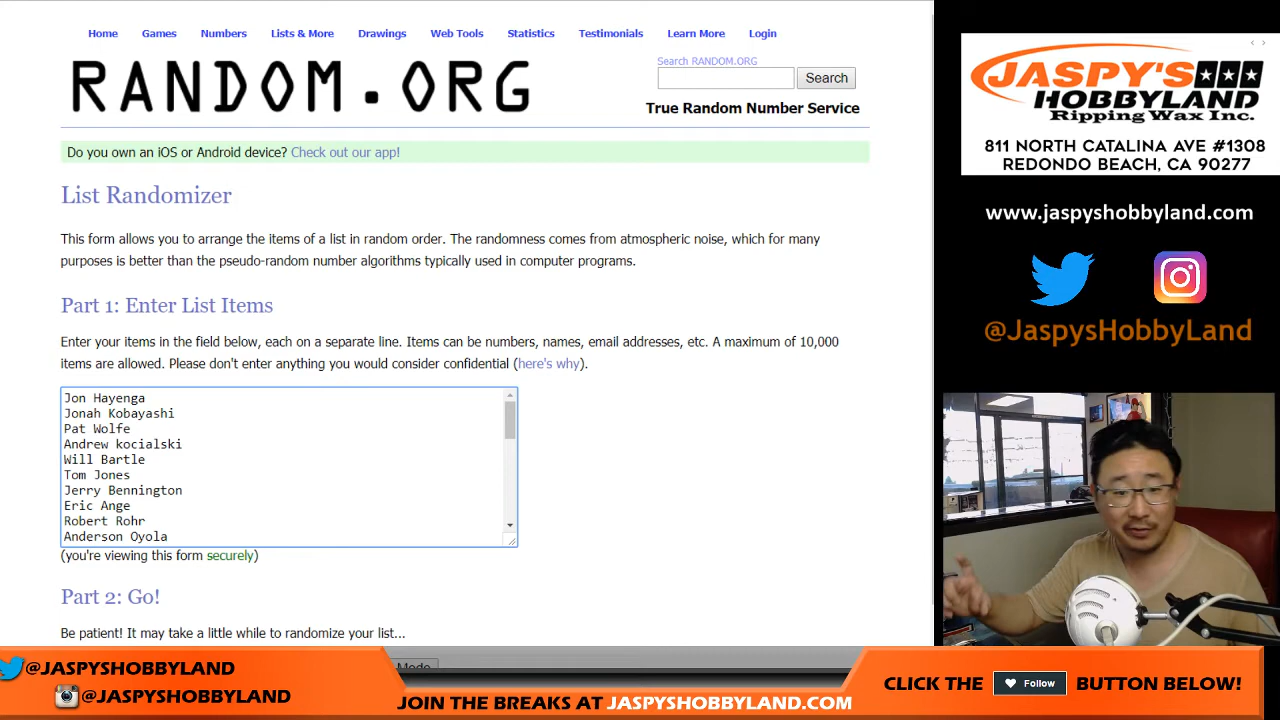 Home Games Numbers Lists & More Drawings Web Tools Statistics Testimonials Learn More Login
RANDOM.ORG
Search RANDOM.ORG
Search
True Random Number Service
Do you own an iOS or Android device? Check out our app!
List Randomizer
This form allows you to arrange the items of a list in random order. The randomness comes from atmospheric noise, which for many
purposes is better than the pseudo-random number algorithms typically used in computer programs.
Part 1: Enter List Items
Enter your items in the field below, each on a separate line. Items can be numbers, names, email addresses, etc. A maximum of 10,000
items are allowed. Please don't enter anything you would consider confidential (here's why).
Jon Hayenga
Jonah Kobayashi
Pat Wolfe
Andrew kocialski
Will Bartle
Tom Jones
Jerry Bennington
Eric Ange
Robert Rohr
Anderson Oyola
(you're viewing this form securely)
Part 2: Go!
Be patient! It may take a little while to randomize your list...
JASPY'S
HOBBYLAND
Ripping Wax Inc.
811 NORTH CATALINA AVE #1308
REDONDO BEACH, CA 90277
www.jaspyshobbyland.com
@JaspysHobbyLand
@JASPYSHOBBYLAND
@JASPYSHOBBYLAND
JOIN THE BREAKS AT JASPYSHOBBYLAND.COM
CLICK THE Follow BUTTON BELOW!